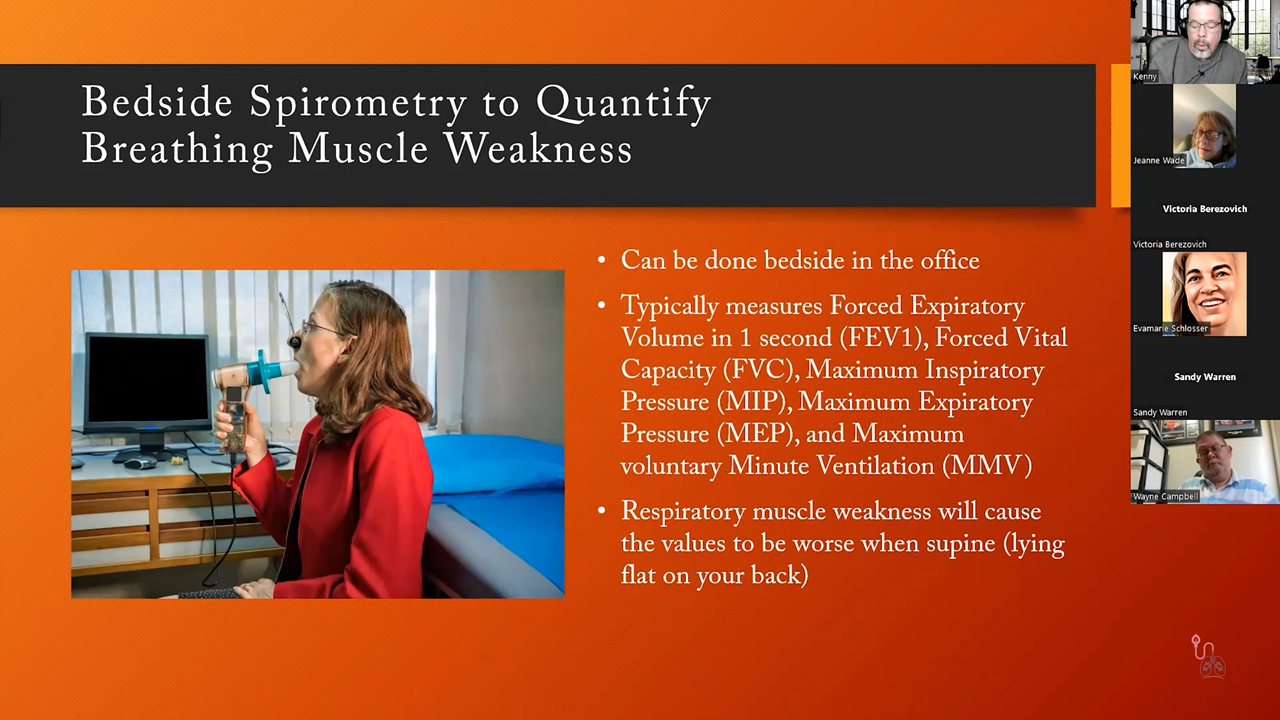 Bedside Spirometry to Quantify
Breathing Muscle Weakness
• Can be done bedside in the office
• Typically measures Forced Expiratory
Volume in 1 second (FEV1), Forced Vital
Capacity (FVC), Maximum Inspiratory
Pressure (MIP), Maximum Expiratory
Pressure (MEP), and Maximum
voluntary Minute Ventilation (MMV)
• Respiratory muscle weakness will cause
the values to be worse when supine (lying
flat on your back)
Kenny
Jeanne Wade
Victoria Berezovich
Victoria Berezovich
Evamarie Schlosser
Sandy Warren
Sandy Warren
Wayne Campbell